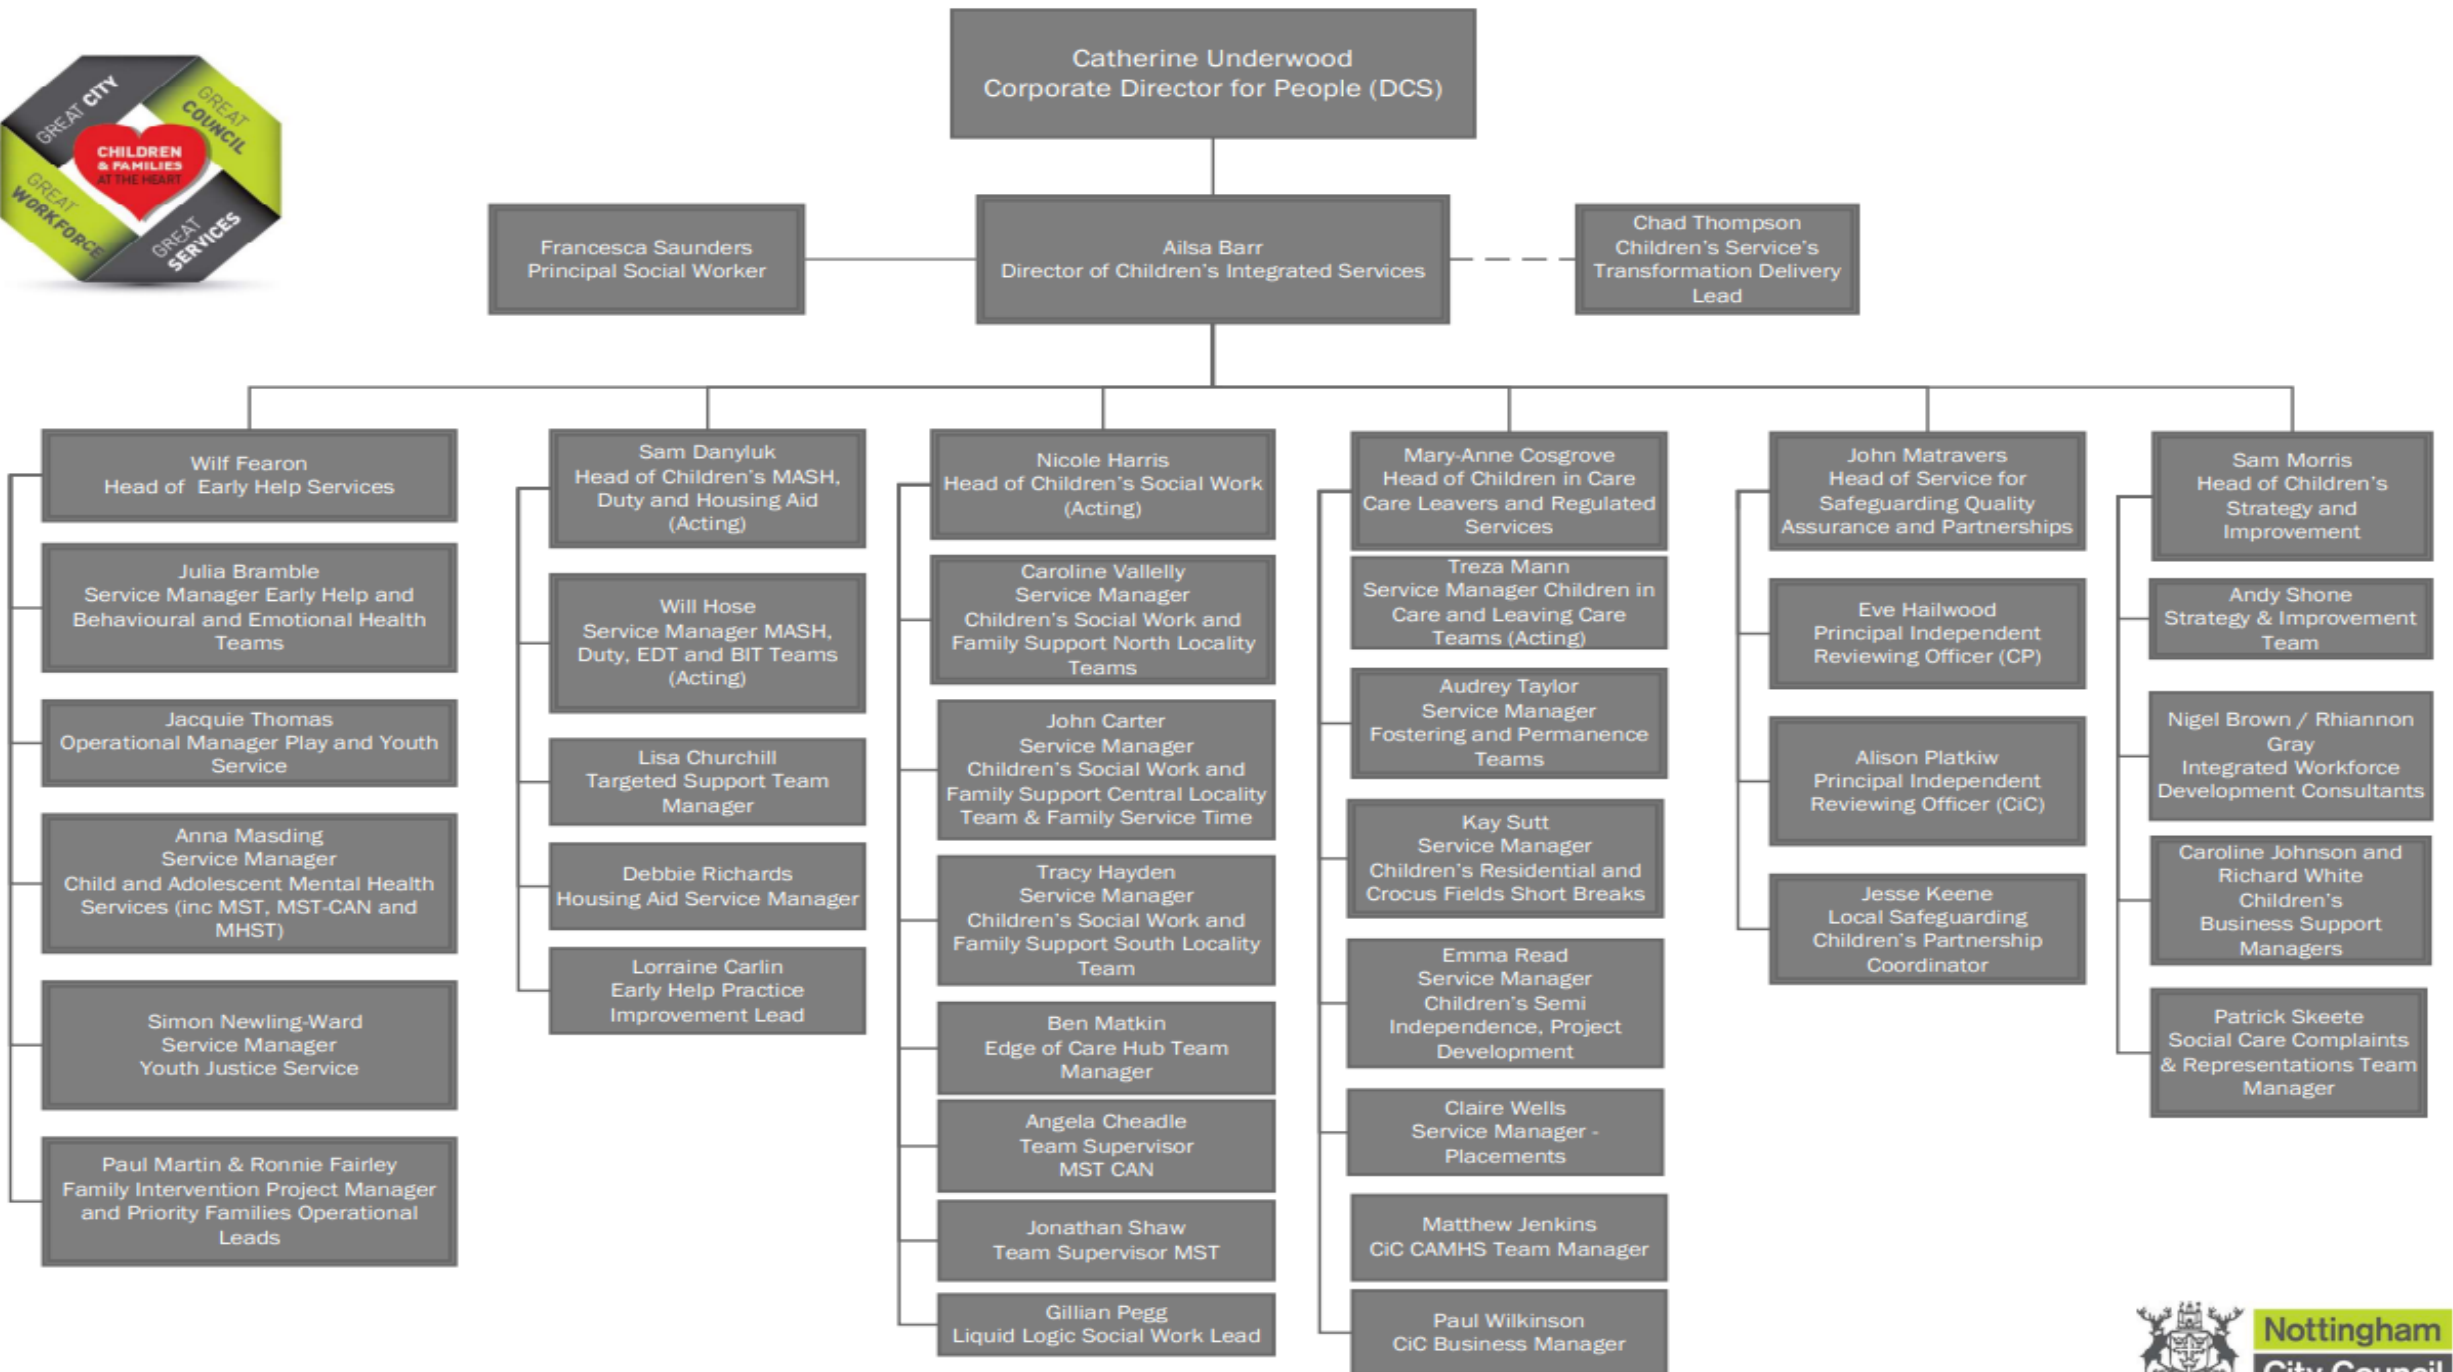 Catherine Underwood
Corporate Director for People (DCS)
GREAT CITY
GREAT
COUNCIL
CHILDREN
& FAMILIES
AT THE HEART
GREAT
WORKFORCE
GREAT
SERVICES
Francesca Saunders
Principal Social Worker
Ailsa Barr
Director of Children's Integrated Services
Chad Thompson
Children's Service's
Transformation Delivery
Lead
Wilf Fearon
Head of Early Help Services
Julia Bramble
Service Manager Early Help and
Behavioural and Emotional Health
Teams
Jacquie Thomas
Operational Manager Play and Youth
Service
Anna Masding
Service Manager
Child and Adolescent Mental Health
Services (inc MST, MST-CAN and
MHST)
Simon Newling-Ward
Service Manager
Youth Justice Service
Paul Martin & Ronnie Fairley
Family Intervention Project Manager
and Priority Families Operational
Leads
Sam Danyluk
Head of Children's MASH,
Duty and Housing Aid
(Acting)
Will Hose
Service Manager MASH,
Duty, EDT and BIT Teams
(Acting)
Lisa Churchill
Targeted Support Team
Manager
Debbie Richards
Housing Aid Service Manager
Lorraine Carlin
Early Help Practice
Improvement Lead
Nicole Harris
Head of Children's Social Work
(Acting)
Caroline Vallelly
Service Manager
Children's Social Work and
Family Support North Locality
Teams
John Carter
Service Manager
Children's Social Work and
Family Support Central Locality
Team & Family Service Time
Tracy Hayden
Service Manager
Children's Social Work and
Family Support South Locality
Team
Ben Matkin
Edge of Care Hub Team
Manager
Angela Cheadle
Team Supervisor
MST CAN
Jonathan Shaw
Team Supervisor MST
Gillian Pegg
Liquid Logic Social Work Lead
Mary-Anne Cosgrove
Head of Children in Care
Care Leavers and Regulated
Services
Treza Mann
Service Manager Children in
Care and Leaving Care
Teams (Acting)
Audrey Taylor
Service Manager
Fostering and Permanence
Teams
Kay Sutt
Service Manager
Children's Residential and
Crocus Fields Short Breaks
Emma Read
Service Manager
Children's Semi
Independence, Project
Development
Claire Wells
Service Manager -
Placements
Matthew Jenkins
CiC CAMHS Team Manager
Paul Wilkinson
CiC Business Manager
John Matravers
Head of Service for
Safeguarding Quality
Assurance and Partnerships
Eve Hailwood
Principal Independent
Reviewing Officer (CP)
Alison Platkiw
Principal Independent
Reviewing Officer (CiC)
Jesse Keene
Local Safeguarding
Children's Partnership
Coordinator
Sam Morris
Head of Children's
Strategy and
Improvement
Andy Shone
Strategy & Improvement
Team
Nigel Brown / Rhiannon
Gray
Integrated Workforce
Development Consultants
Caroline Johnson and
Richard White
Children's
Business Support
Managers
Patrick Skeete
Social Care Complaints
& Representations Team
Manager
Nottingham
City Council